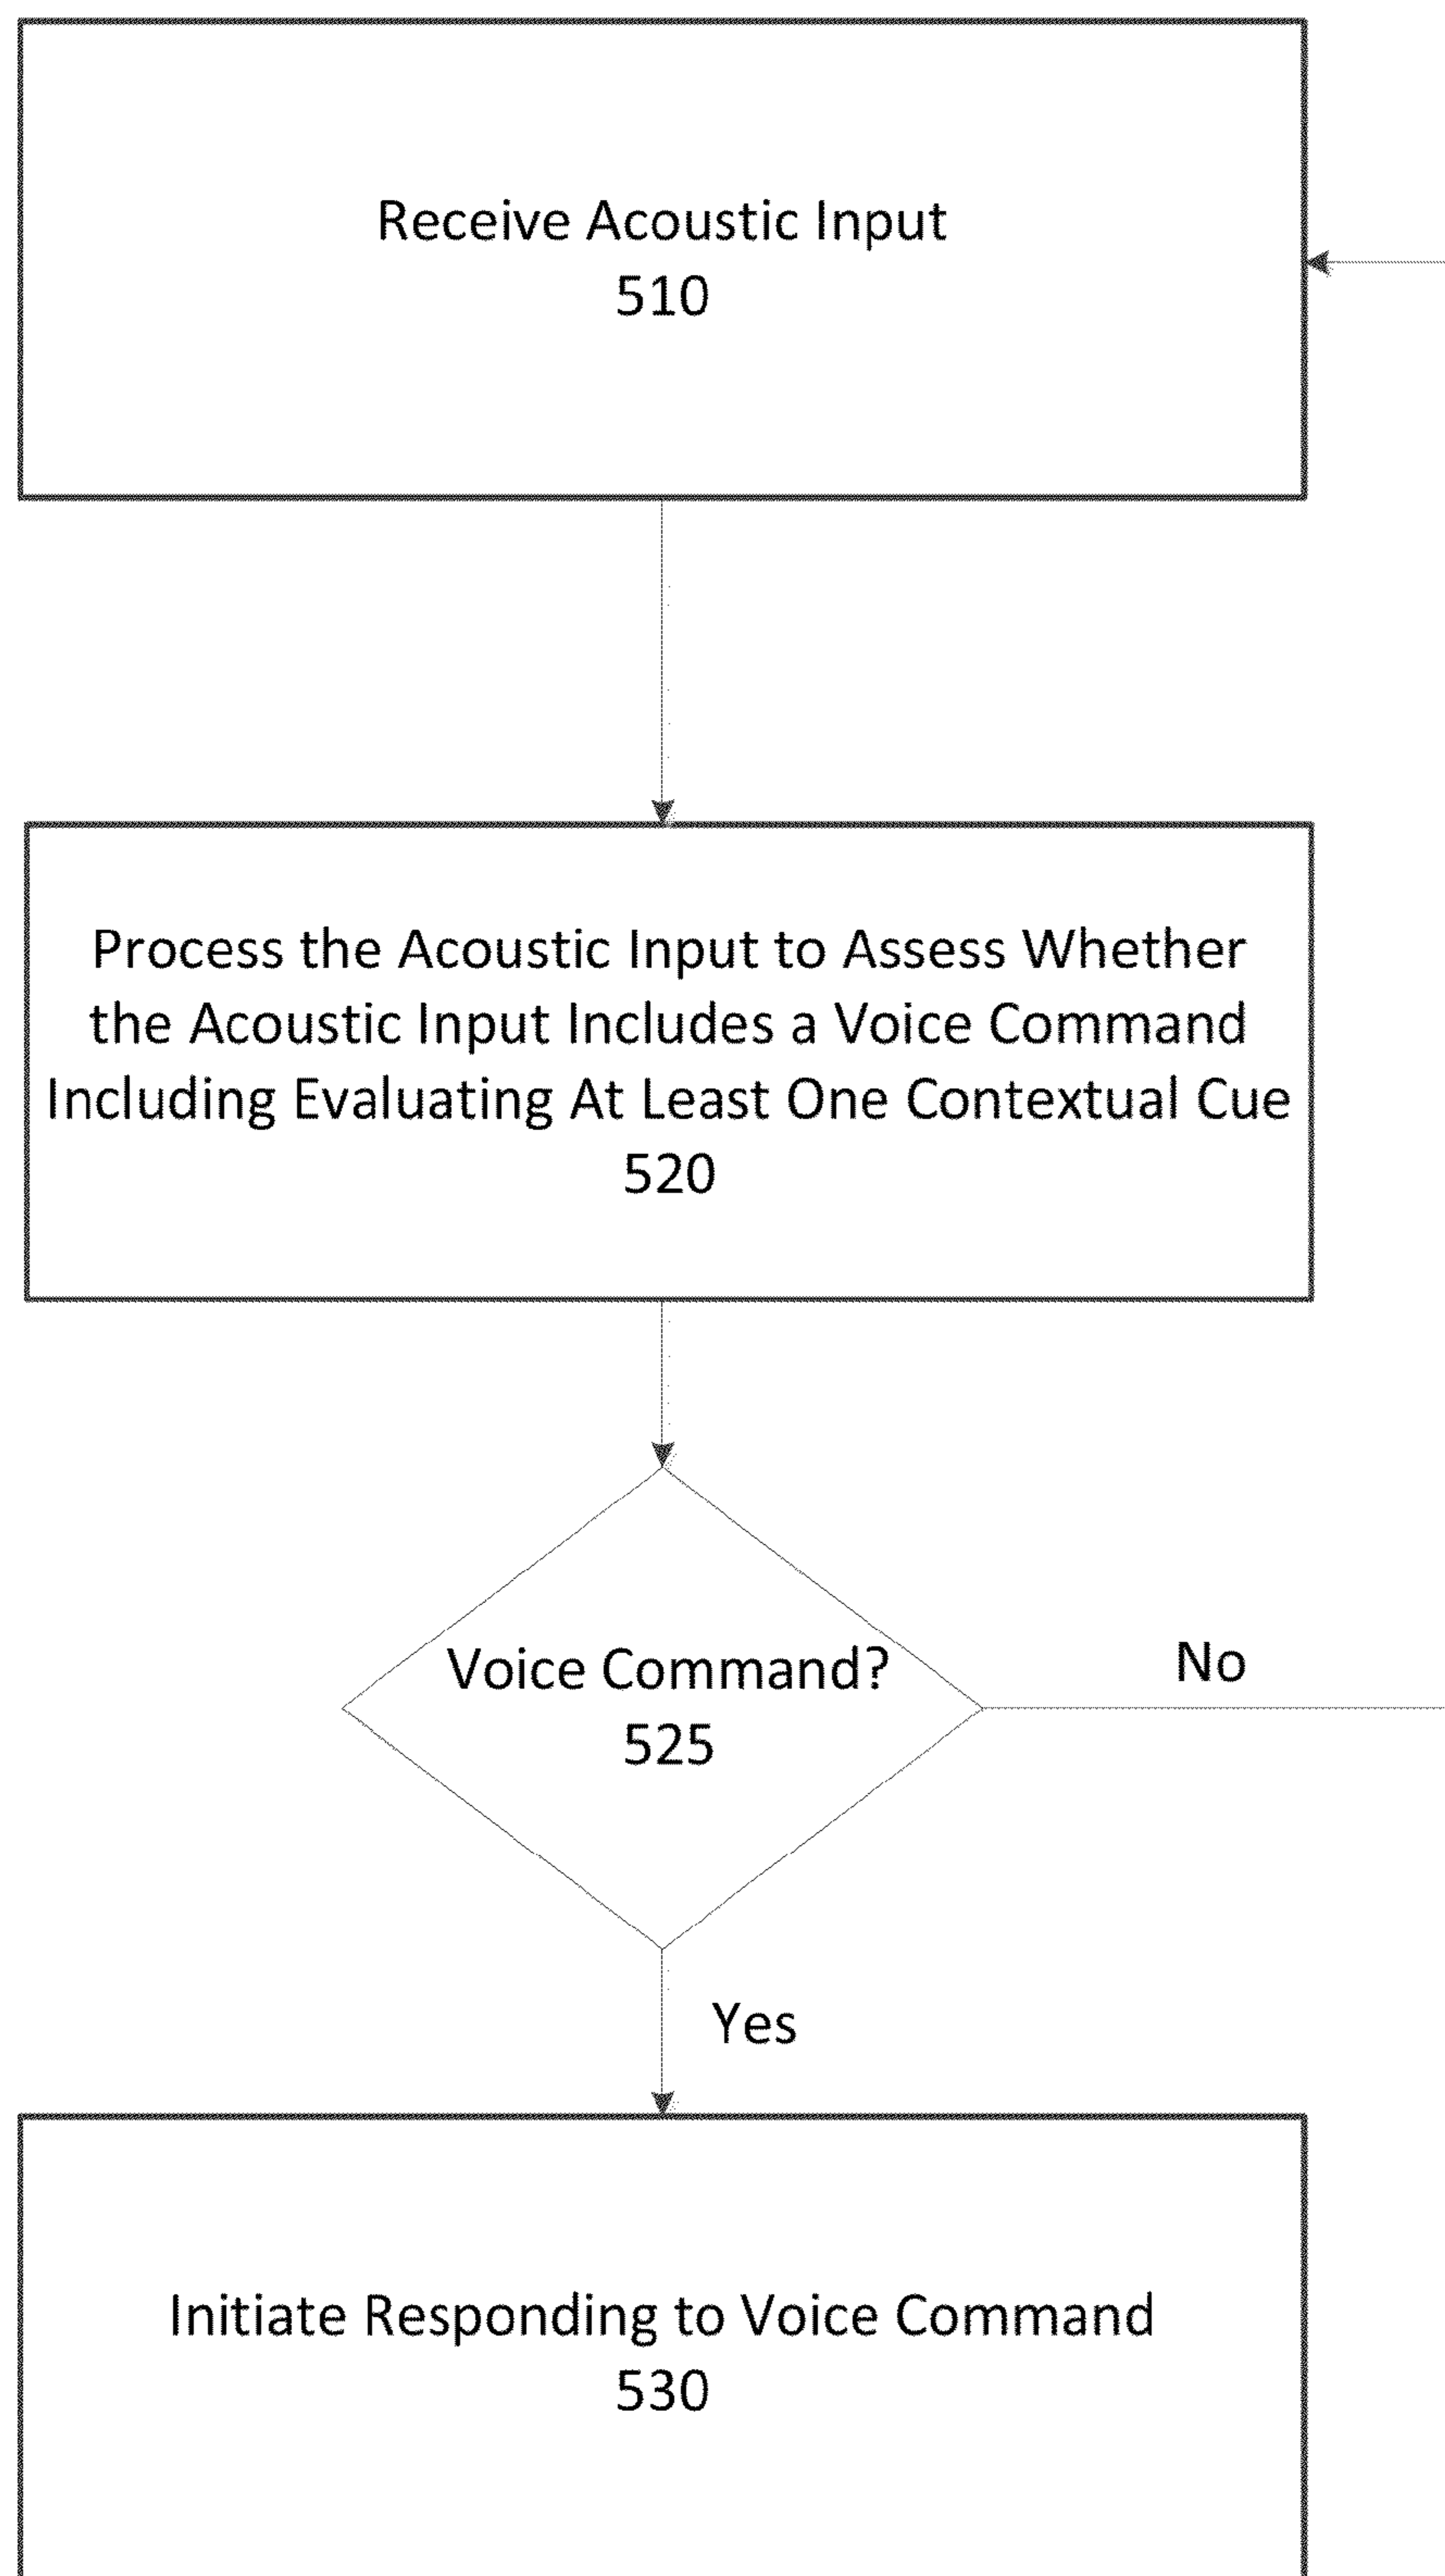 Receive Acoustic Input
510
Process the Acoustic Input to Assess Whether
the Acoustic Input Includes a Voice Command
Including Evaluating At Least One Contextual Cue
520
Voice Command?
525
No
Yes
Initiate Responding to Voice Command
530